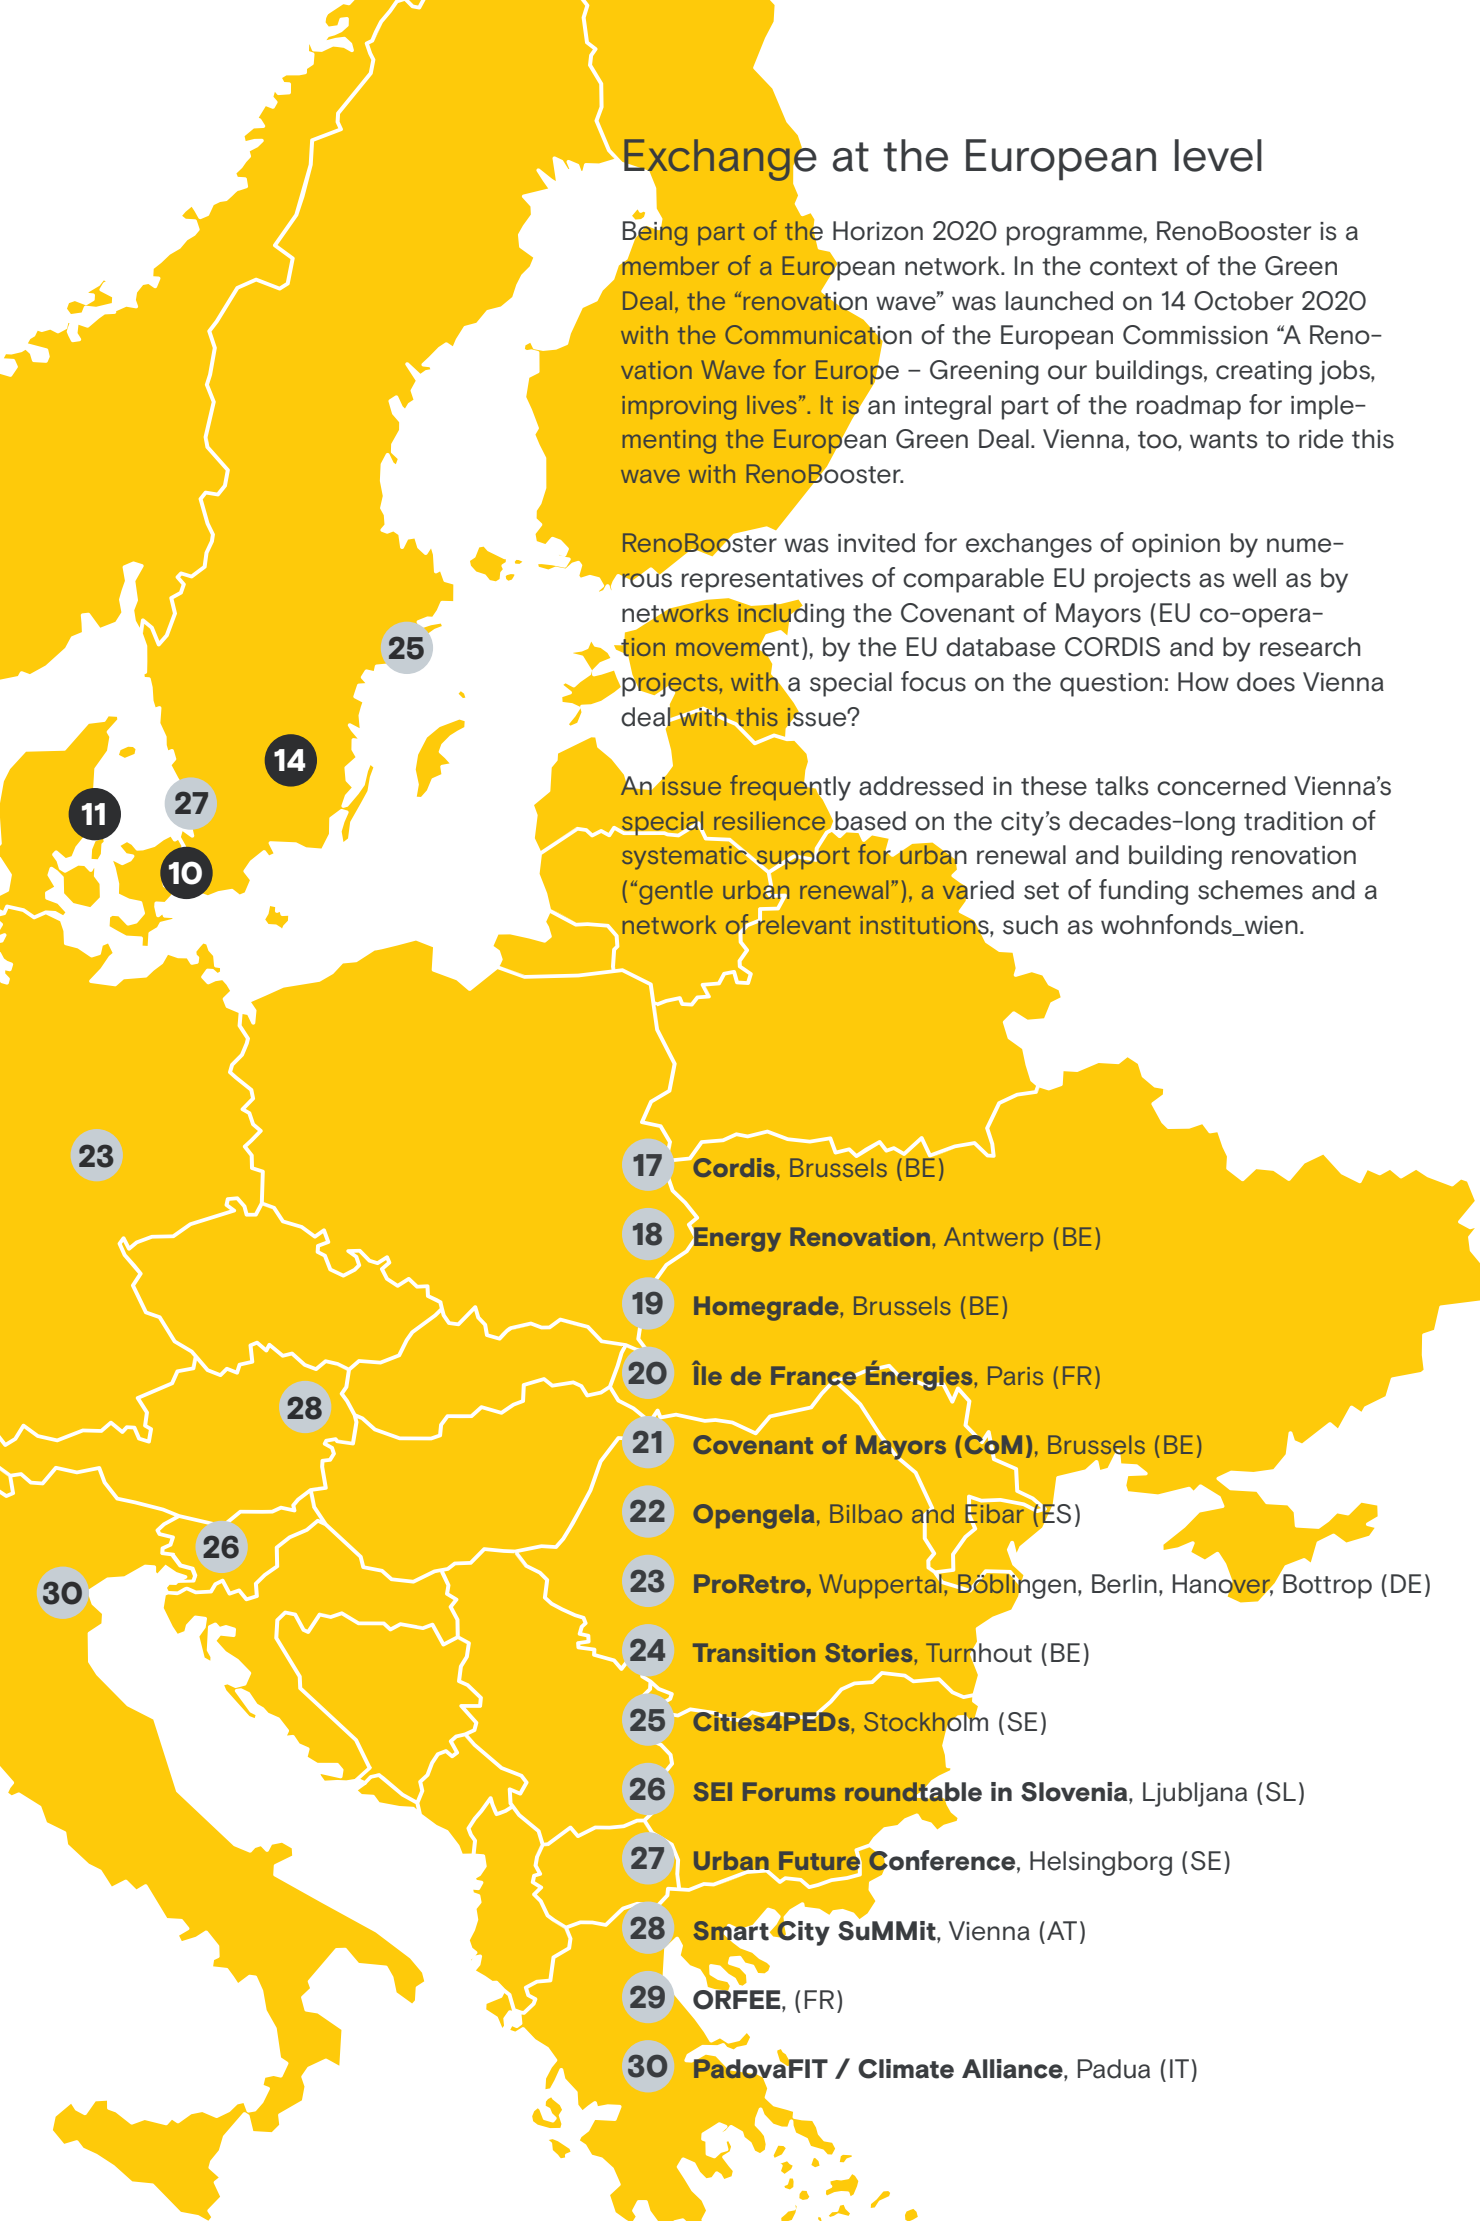 Exchange at the European level
Being part of the Horizon 2020 programme, RenoBooster is a
member of a European network. In the context of the Green
Deal, the “renovation wave” was launched on 14 October 2020
with the Communication of the European Commission “A Reno-
vation Wave for Europe – Greening our buildings, creating jobs,
improving lives”. It is an integral part of the roadmap for imple-
menting the European Green Deal. Vienna, too, wants to ride this
wave with RenoBooster.
RenoBooster was invited for exchanges of opinion by nume-
rous representatives of comparable EU projects as well as by
networks including the Covenant of Mayors (EU co-opera-
tion movement), by the EU database CORDIS and by research
projects, with a special focus on the question: How does Vienna
deal with this issue?
An issue frequently addressed in these talks concerned Vienna’s
special resilience based on the city’s decades-long tradition of
systematic support for urban renewal and building renovation
(“gentle urban renewal”), a varied set of funding schemes and a
network of relevant institutions, such as wohnfonds_wien.
25
14
27
11
10
23
28
26
30
17 Cordis, Brussels (BE)
18 Energy Renovation, Antwerp (BE)
19 Homegrade, Brussels (BE)
20 Île de France Énergies, Paris (FR)
21 Covenant of Mayors (CoM), Brussels (BE)
22 Opengela, Bilbao and Eibar (ES)
23 ProRetro, Wuppertal, Böblingen, Berlin, Hanover, Bottrop (DE)
24 Transition Stories, Turnhout (BE)
25 Cities4PEDs, Stockholm (SE)
26 SEI Forums roundtable in Slovenia, Ljubljana (SL)
27 Urban Future Conference, Helsingborg (SE)
28 Smart City SuMMit, Vienna (AT)
29 ORFEE, (FR)
30 PadovaFIT / Climate Alliance, Padua (IT)